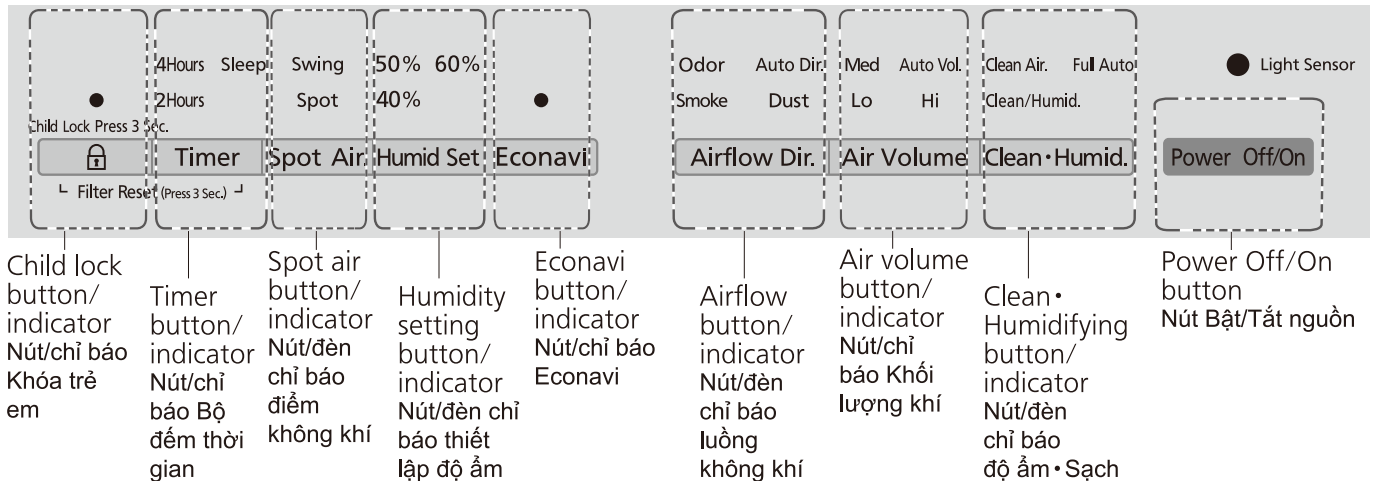 4Hours Sleep Swing 50% 60% Odor Auto Dir. Med Auto Vol. Clean Air. Full Auto Light Sensor
2Hours Spot 40% Smoke Dust Lo Hi Clean/Humid.
Child Lock Press 3 Sec.
Timer Spot Air. Humid Set Econavi Airflow Dir. Air Volume Clean•Humid. Power Off/On
Filter Reset (Press 3 Sec.)
Child lock
button/
indicator
Nút/chỉ báo
Khóa trẻ
em
Timer
button/
indicator
Nút/chỉ
báo Bộ
đếm thời
gian
Spot air
button/
indicator
Nút/đèn
chỉ báo
điểm
không khí
Humidity
setting
button/
indicator
Nút/đèn chỉ
báo thiết
lập độ ẩm
Econavi
button/
indicator
Nút/chỉ báo
Econavi
Airflow
button/
indicator
Nút/đèn
chỉ báo
luồng
không khí
Air volume
button/
indicator
Nút/chỉ
báo Khối
lượng khí
Clean•
Humidifying
button/
indicator
Nút/đèn
chỉ báo
độ ẩm•Sạch
Power Off/On
button
Nút Bật/Tắt nguồn